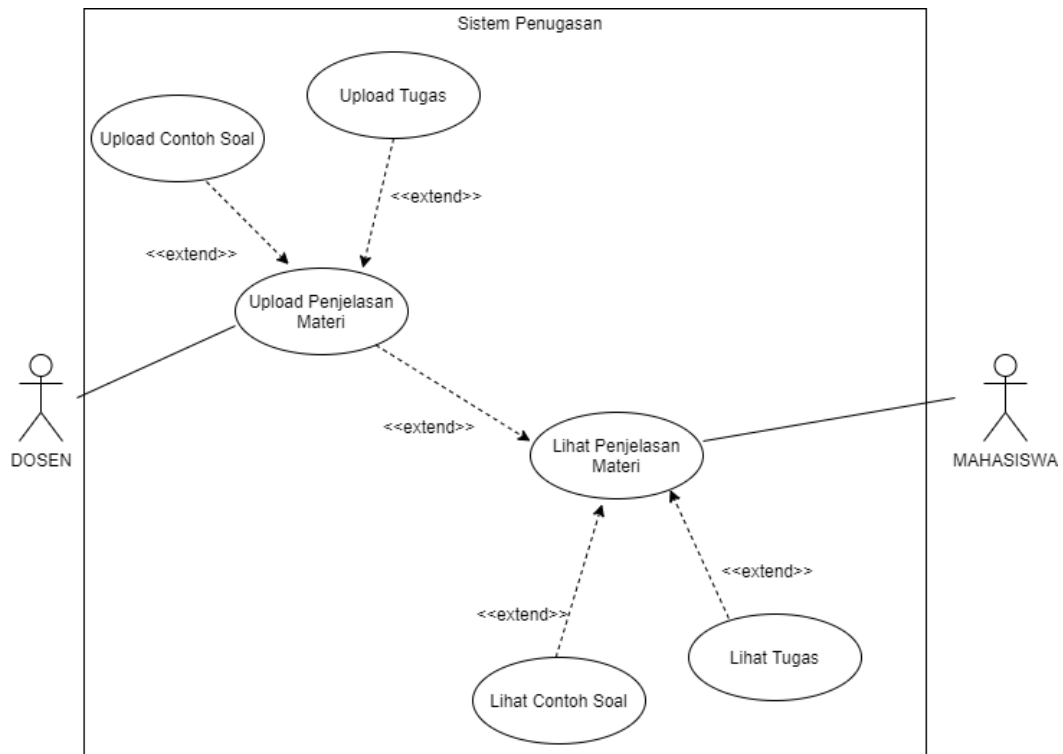 Sistem Penugasan
Upload Tugas
Upload Contoh Soal
<<extend>>
<<extend>>
Upload Penjelasan
Materi
DOSEN
<<extend>>
Lihat Penjelasan
Materi
MAHASISWA
<<extend>>
<<extend>>
Lihat Tugas
Lihat Contoh Soal